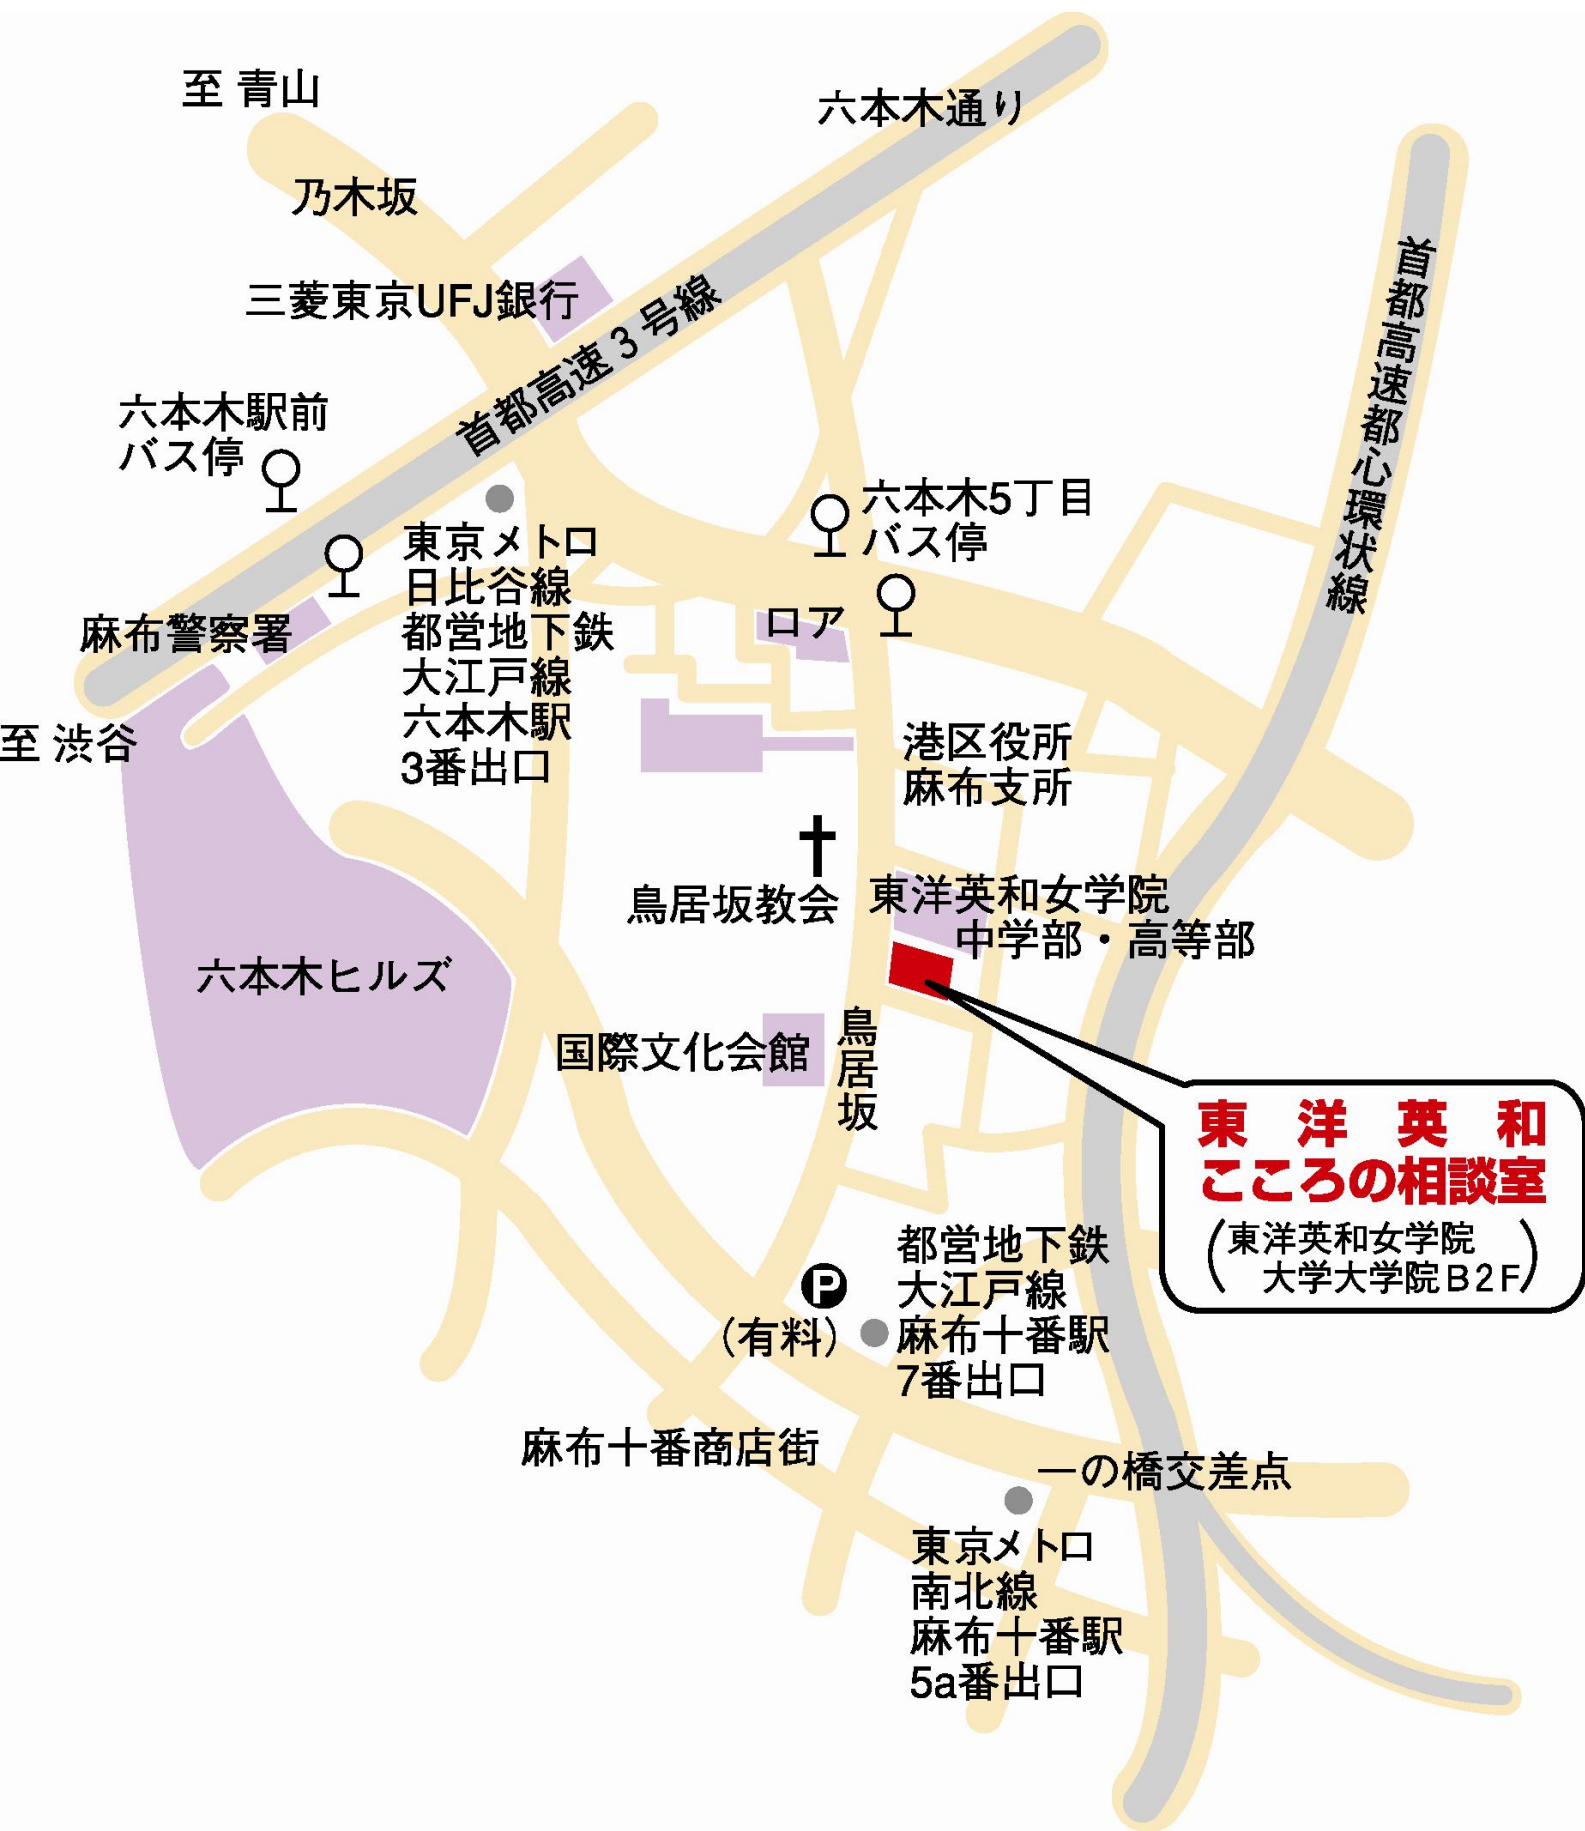 至 青山
六本木通り
乃木坂
三菱東京UFJ銀行
首都高速3号線
首都高速都心環状線
六本木駅前
バス停
六本木5丁目
バス停
東京メトロ
日比谷線
都営地下鉄
大江戸線
六本木駅
3番出口
ロア
麻布警察署
至 渋谷
港区役所
麻布支所
鳥居坂教会
東洋英和女学院
中学部・高等部
六本木ヒルズ
国際文化会館
鳥居坂
東洋英和
こころの相談室
(東洋英和女学院
大学大学院B2F)
都営地下鉄
大江戸線
麻布十番駅
7番出口
P
(有料)
麻布十番商店街
一の橋交差点
東京メトロ
南北線
麻布十番駅
5a番出口